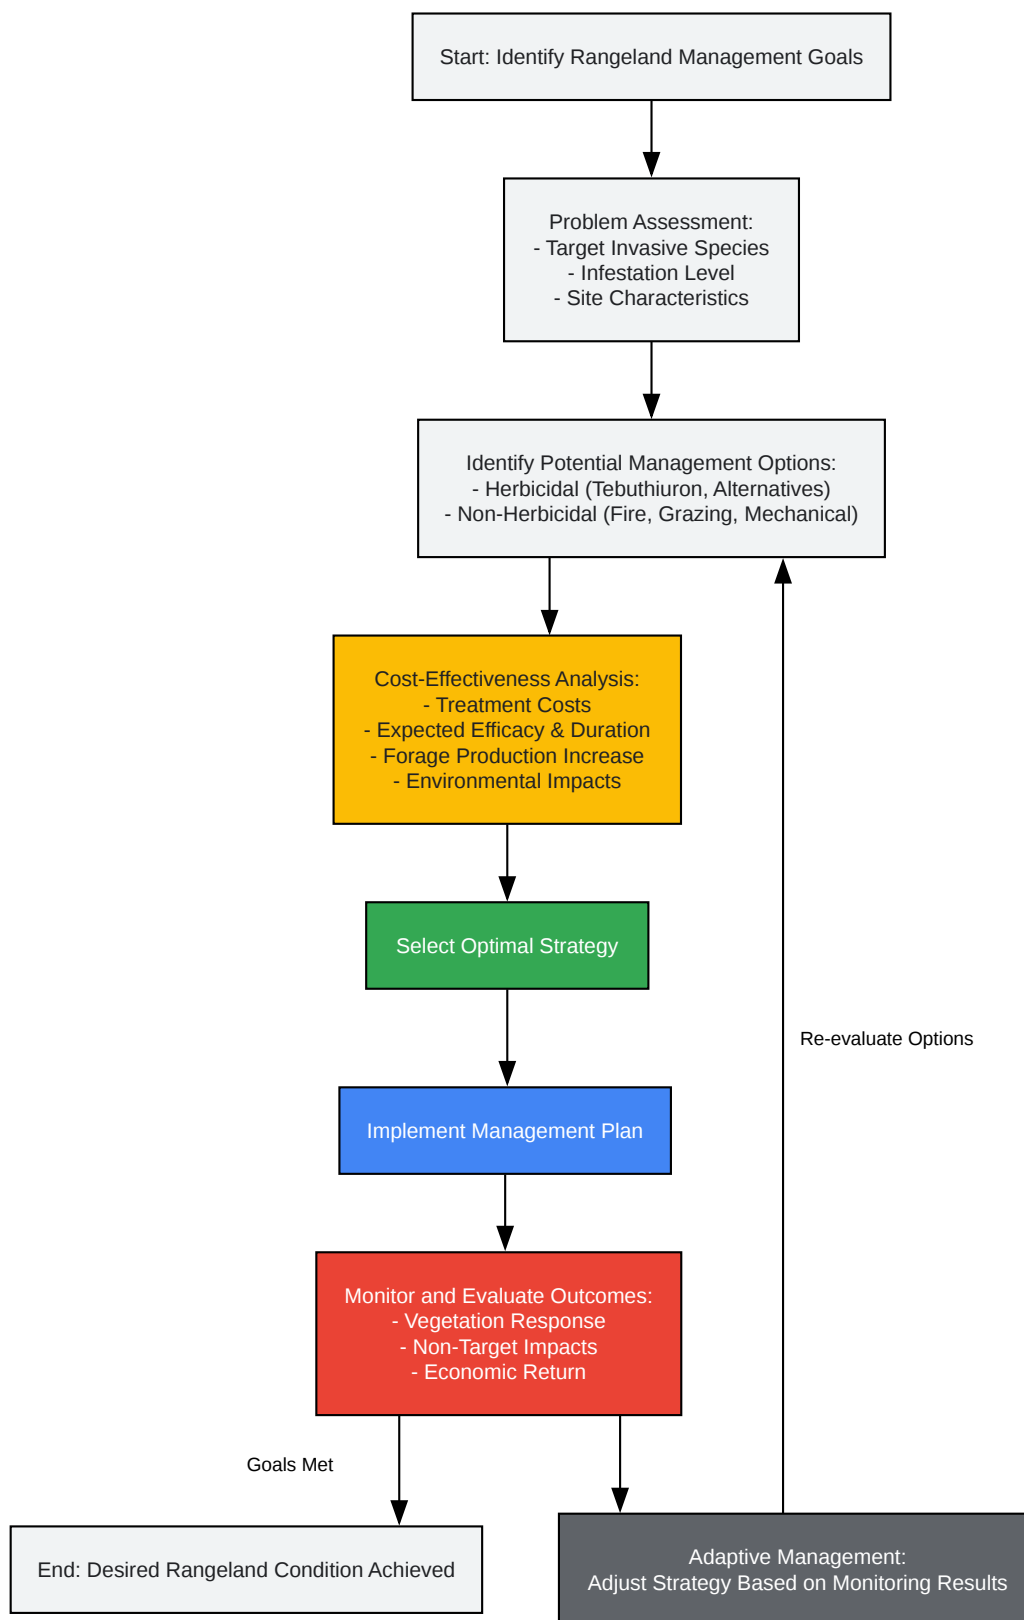 Start: Identify Rangeland Management Goals
Problem Assessment:
- Target Invasive Species
- Infestation Level
- Site Characteristics
Identify Potential Management Options:
- Herbicidal (Tebuthiuron, Alternatives)
- Non-Herbicidal (Fire, Grazing, Mechanical)
Cost-Effectiveness Analysis:
- Treatment Costs
- Expected Efficacy & Duration
- Forage Production Increase
- Environmental Impacts
Select Optimal Strategy
Re-evaluate Options
Implement Management Plan
Monitor and Evaluate Outcomes:
- Vegetation Response
- Non-Target Impacts
- Economic Return
Goals Met
End: Desired Rangeland Condition Achieved
Adaptive Management:
Adjust Strategy Based on Monitoring Results